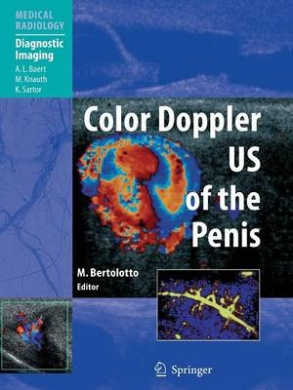 MEDICAL
RADIOLOGY
Diagnostic
Imaging
A. L. Baert
M. Knauth
K. Sartor
Color Doppler
US
of the
Penis
M. Bertolotto
Editor
Springer